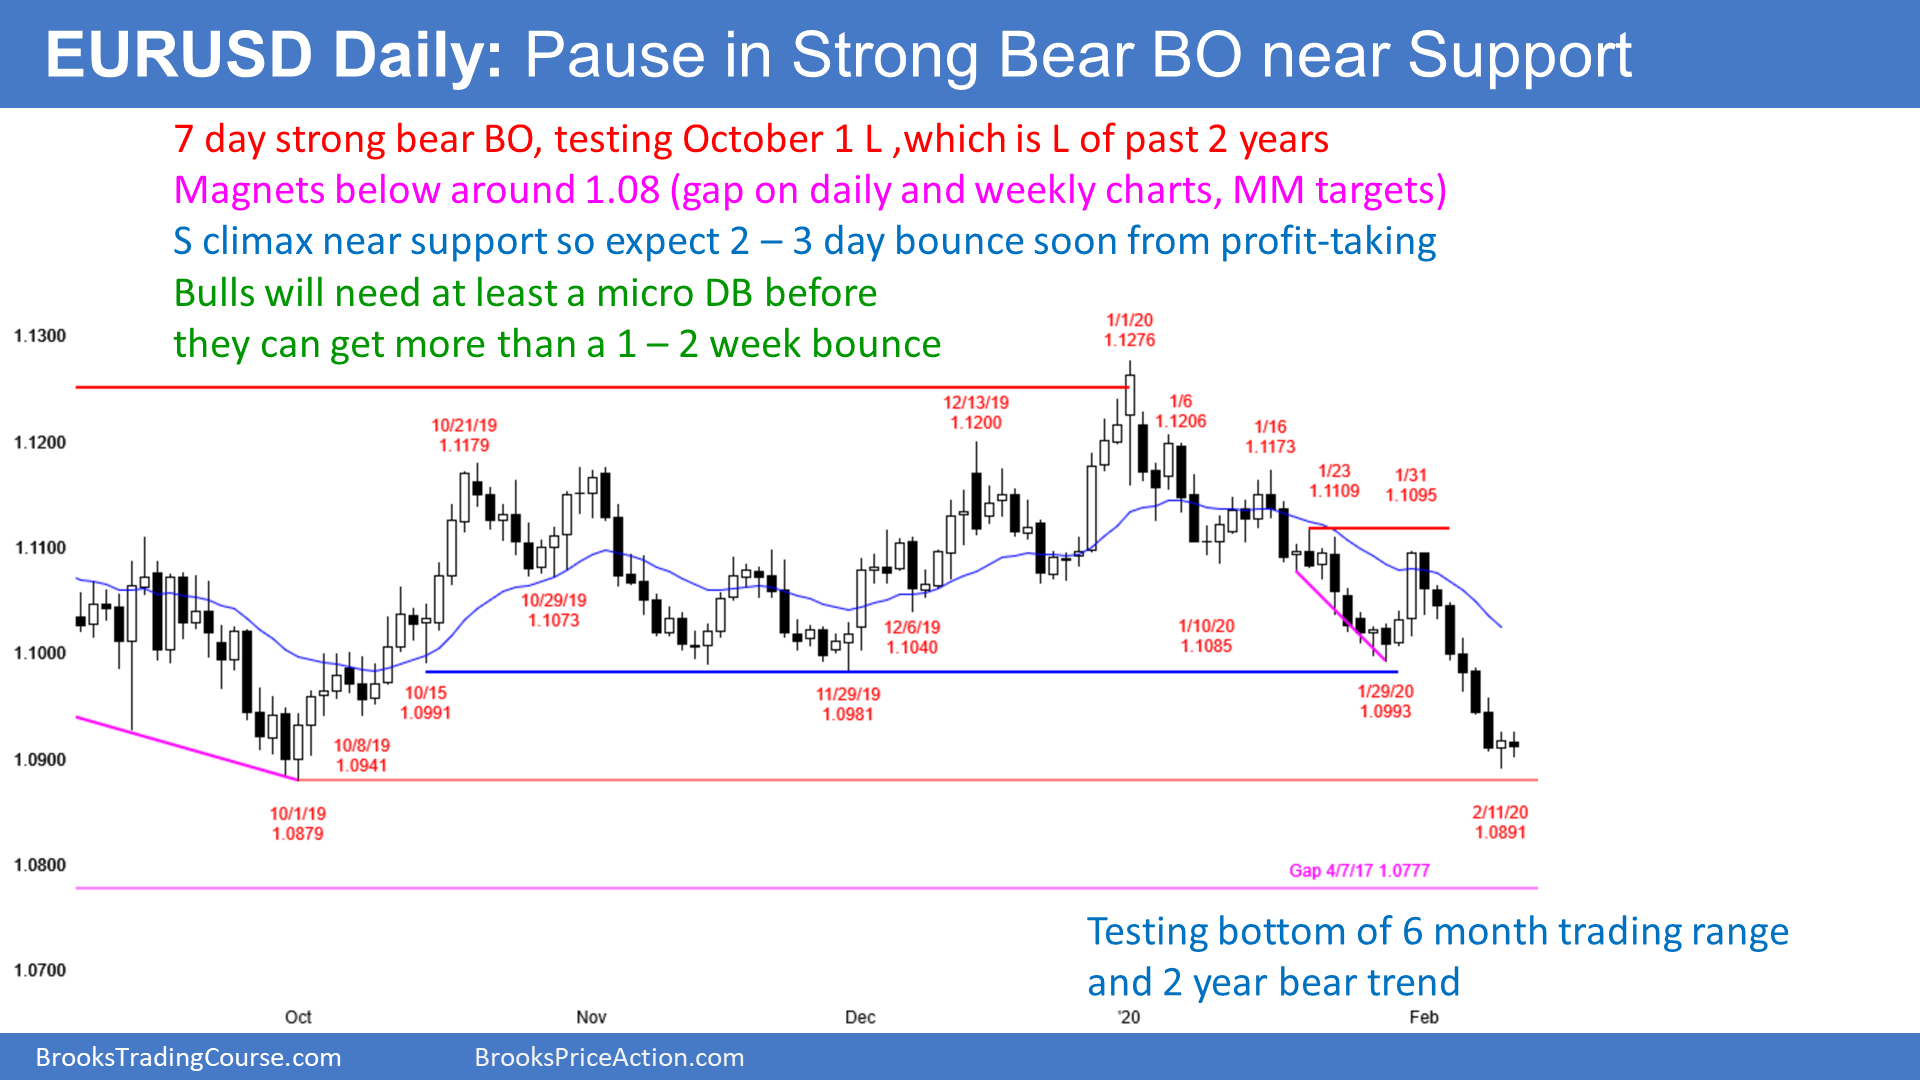 EURUSD Daily: Pause in Strong Bear BO near Support
7 day strong bear BO, testing October 1 L ,which is L of past 2 years
Magnets below around 1.08 (gap on daily and weekly charts, MM targets)
S climax near support so expect 2 – 3 day bounce soon from profit-taking
Bulls will need at least a micro DB before
they can get more than a 1 – 2 week bounce
1.1300
1.1200
1.1100
1.1000
1.0900
1.0800
1.0700
10/1/19
1.0879
10/8/19
1.0941
10/15
1.0991
10/21/19
1.1179
10/29/19
1.1073
11/29/19
1.0981
12/6/19
1.1040
12/13/19
1.1200
1/1/20
1.1276
1/6
1.1206
1/10/20
1.1085
1/16
1.1173
1/23
1.1109
1/29/20
1.0993
1/31
1.1095
2/11/20
1.0891
Gap 4/7/17 1.0777
Testing bottom of 6 month trading range
and 2 year bear trend
Oct
Nov
Dec
'20
Feb
BrooksTradingCourse.com
BrooksPriceAction.com